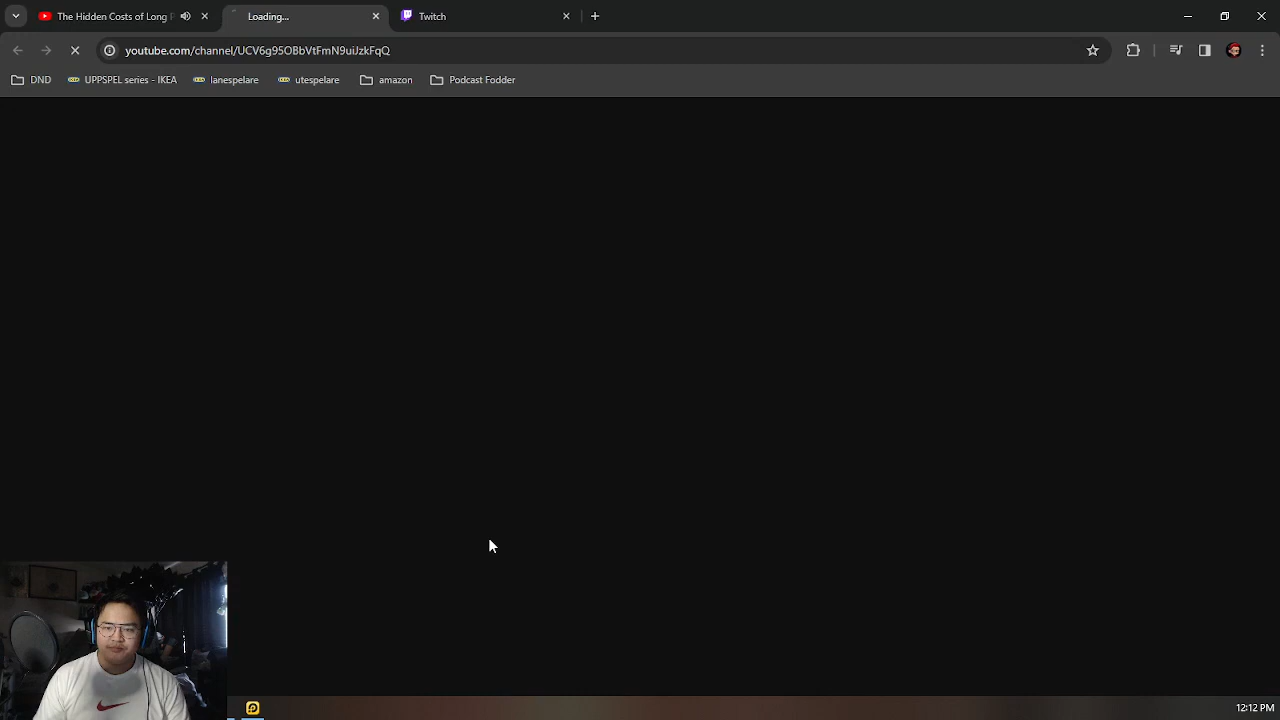 The Hidden Costs of Long P
Loading...
Twitch
youtube.com/channel/UCV6g95OBbVtFmN9uiJzkFqQ
DND
UPPSPEL series - IKEA
lanespelare
utespelare
amazon
Podcast Fodder
12:12 PM